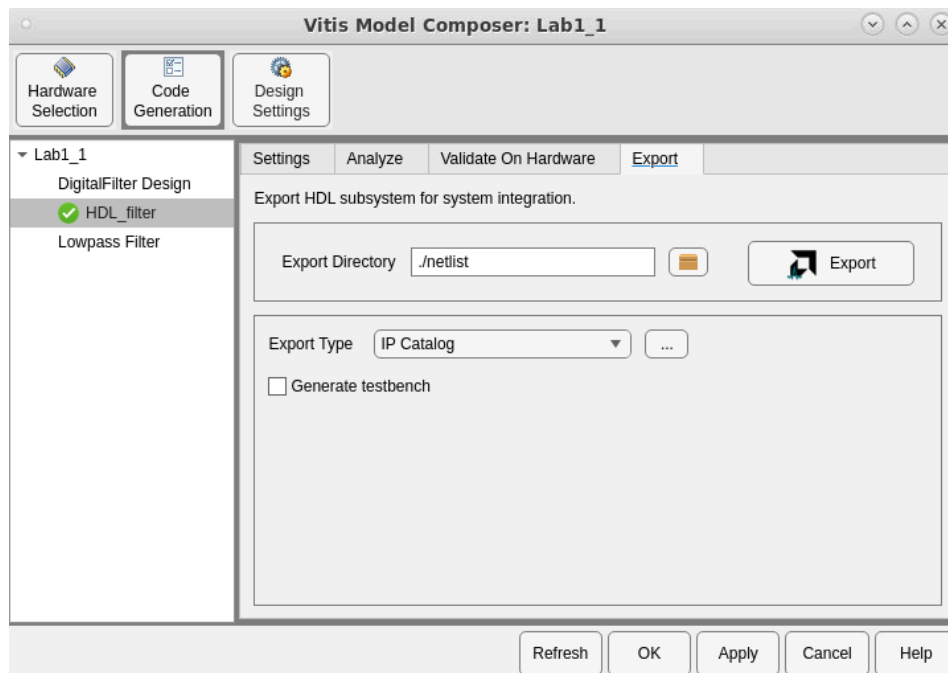 Vitis Model Composer: Lab1_1
Hardware
Selection
Code
Generation
Design
Settings
Lab1_1
DigitalFilter Design
HDL_filter
Lowpass Filter
Settings
Analyze
Validate On Hardware
Export
Export HDL subsystem for system integration.
Export Directory
./netlist
Export
Export Type
IP Catalog
...
Generate testbench
Refresh
OK
Apply
Cancel
Help